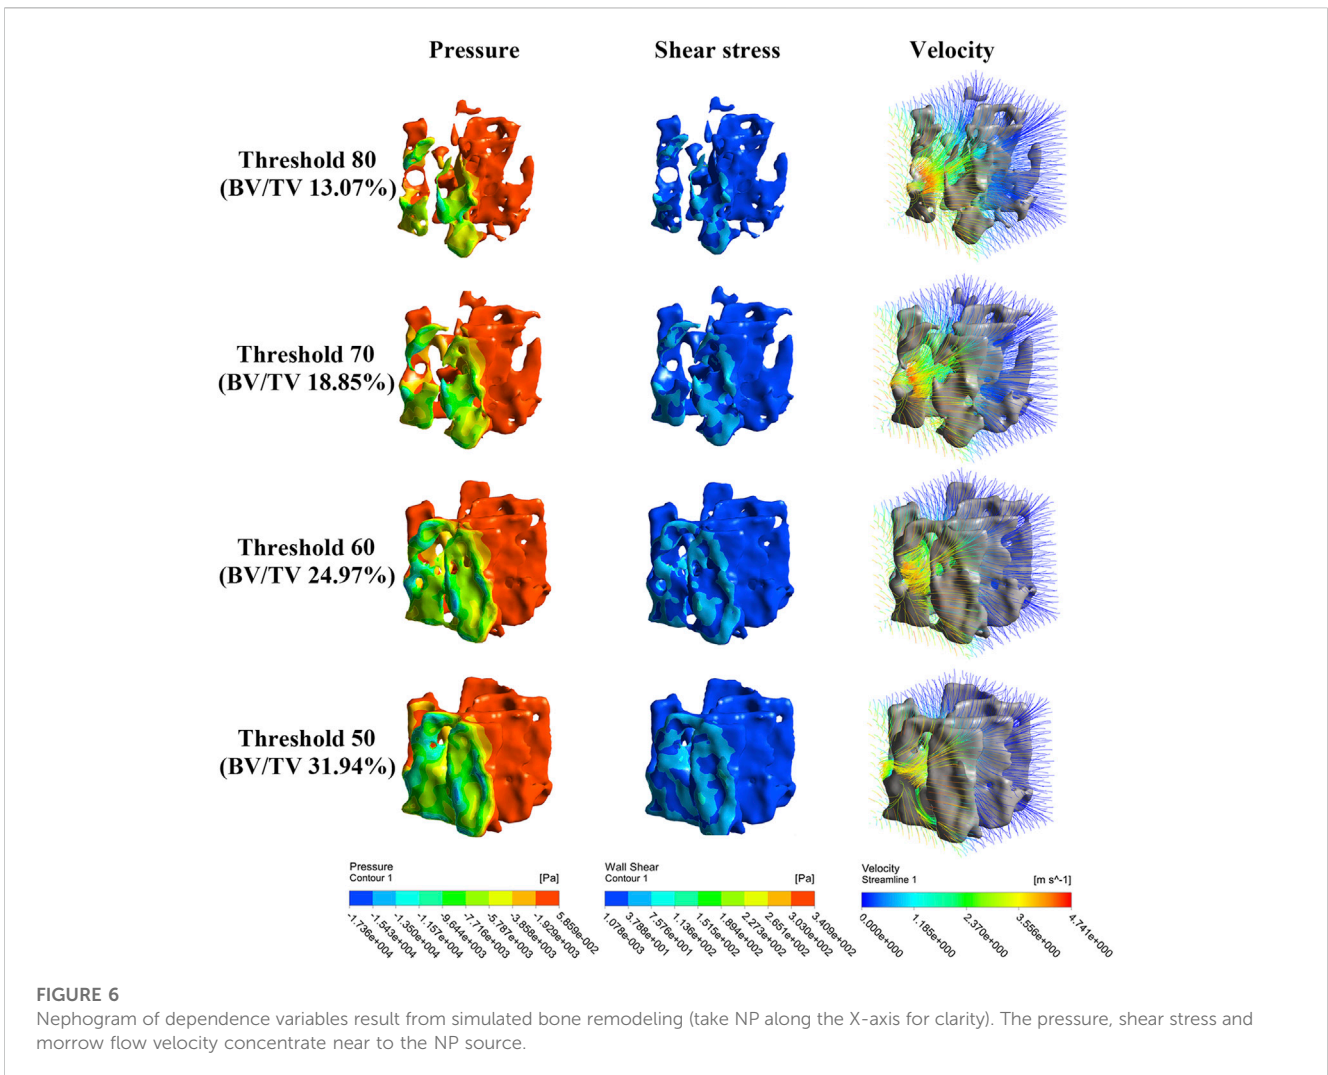 Pressure
Shear stress
Velocity
Threshold 80
(BV/TV 13.07%)
Threshold 70
(BV/TV 18.85%)
Threshold 60
(BV/TV 24.97%)
Threshold 50
(BV/TV 31.94%)
Pressure
Contour 1
[Pa]
-1.736e+004
-1.543e+004
-1.350e+004
-1.157e+004
-9.644e+003
-7.716e+003
-5.787e+003
-3.858e+003
-1.929e+003
5.859e-002
Wall Shear
Contour 1
[Pa]
1.078e-003
3.788e+001
7.576e+001
1.136e+002
1.515e+002
1.894e+002
2.273e+002
2.651e+002
3.030e+002
3.409e+002
Velocity
Streamline 1
[m s^-1]
0.000e+000
1.185e+000
2.370e+000
3.556e+000
4.741e+000
FIGURE 6
Nephogram of dependence variables result from simulated bone remodeling (take NP along the X-axis for clarity). The pressure, shear stress and
morrow flow velocity concentrate near to the NP source.